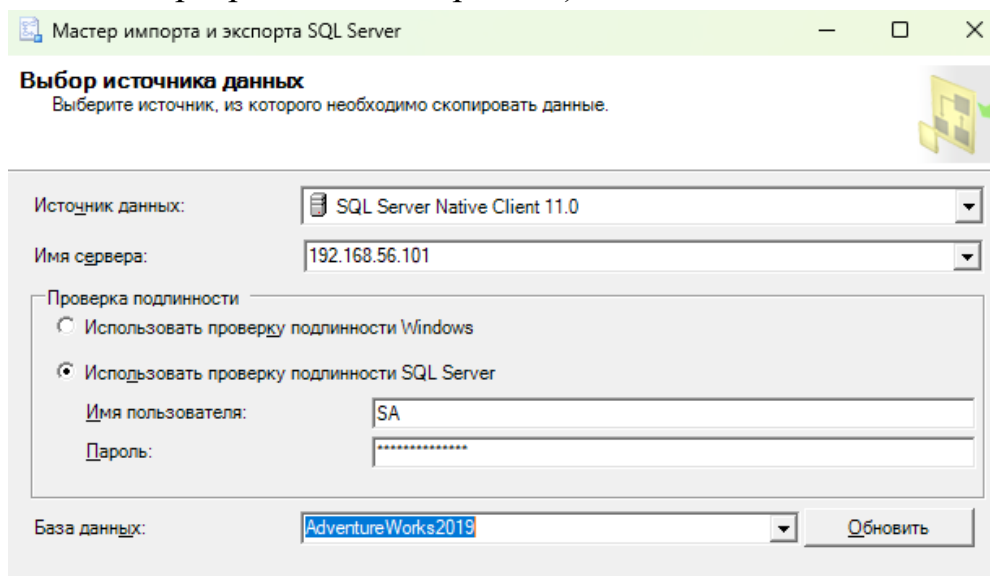 Мастер импорта и экспорта SQL Server
Выбор источника данных
Выберите источник, из которого необходимо скопировать данные.
Источник данных: SQL Server Native Client 11.0
Имя сервера: 192.168.56.101
Проверка подлинности
Использовать проверку подлинности Windows
Использовать проверку подлинности SQL Server
Имя пользователя: SA
Пароль: **************
База данных: AdventureWorks2019 Обновить